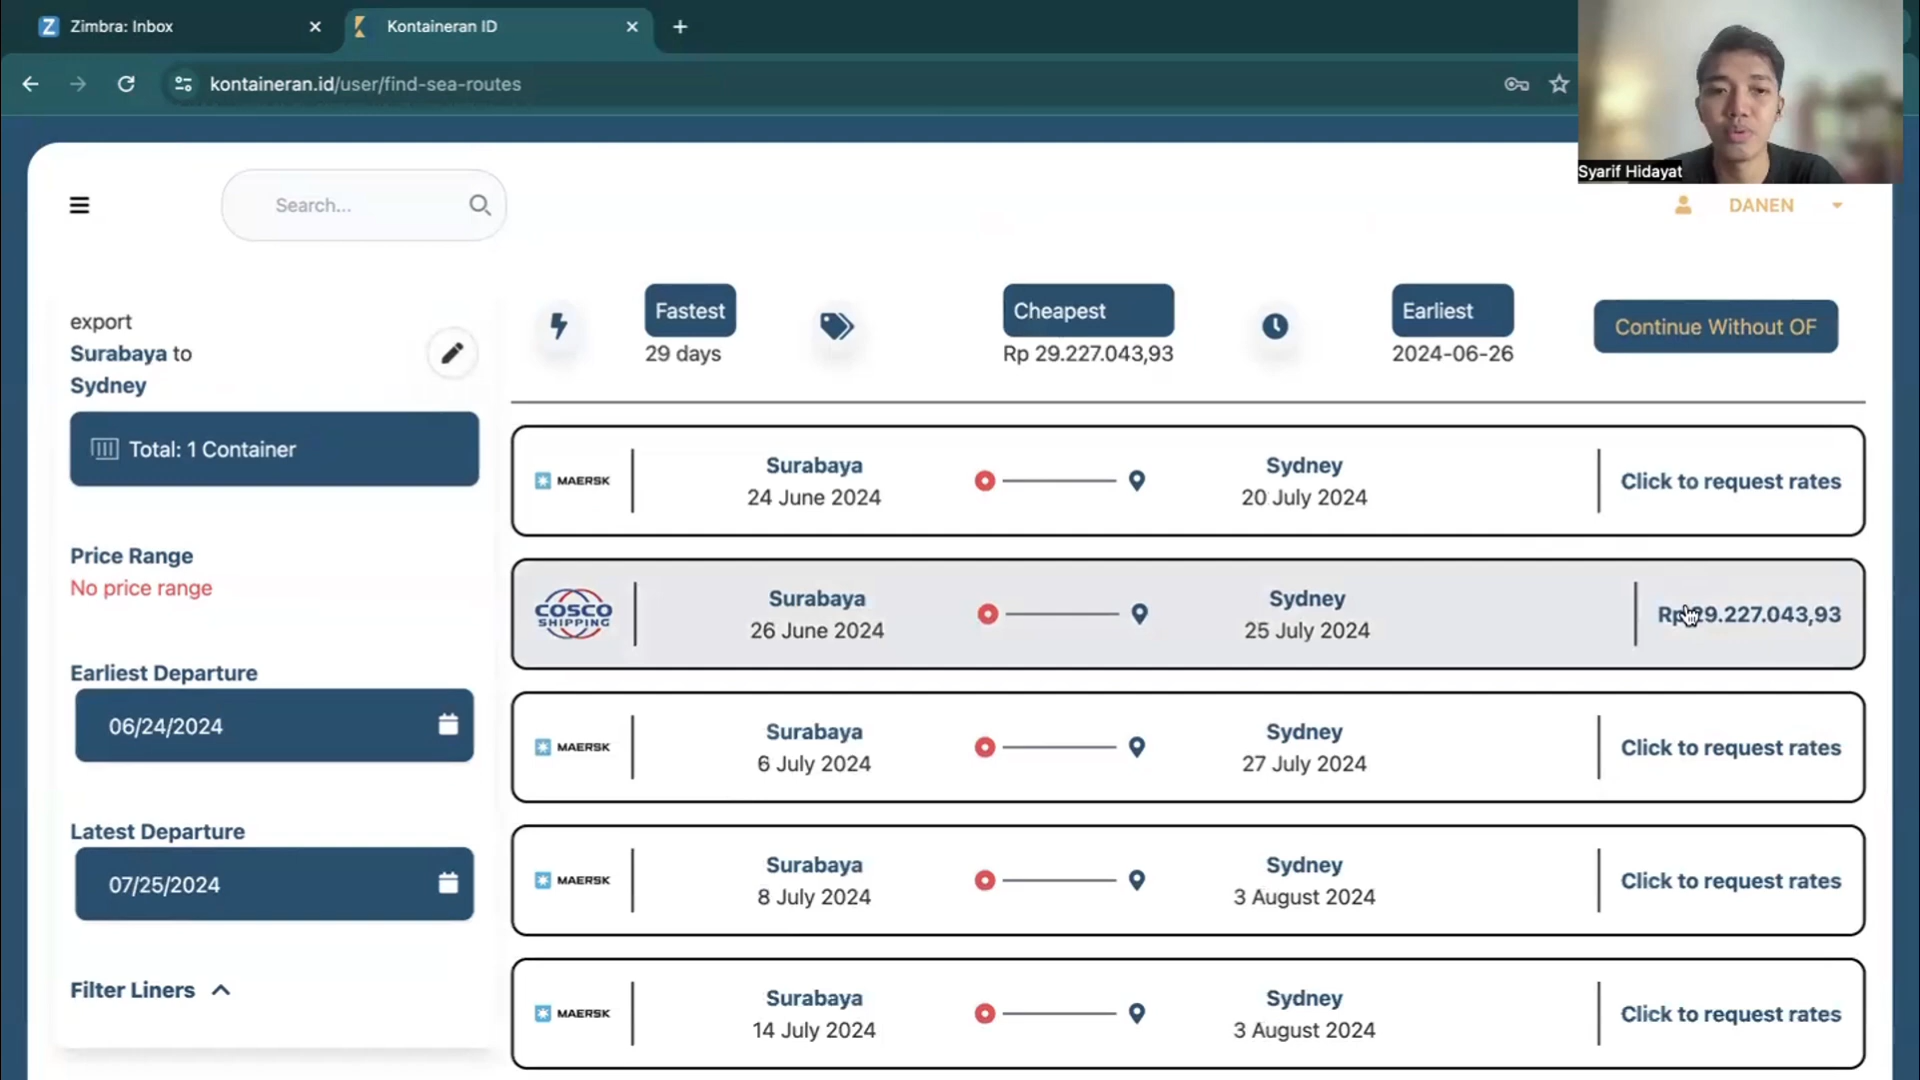 Zimbra: Inbox
Kontaineran ID
kontaineran.id/user/find-sea-routes
Syarif Hidayat
Search...
DANEN
export
Surabaya to
Sydney
Total: 1 Container
Price Range
No price range
Earliest Departure
06/24/2024
Latest Departure
07/25/2024
Filter Liners
Fastest
29 days
Cheapest
Rp 29.227.043,93
Earliest
2024-06-26
Continue Without OF
MAERSK
Surabaya
24 June 2024
Sydney
20 July 2024
Click to request rates
COSCO
SHIPPING
Surabaya
26 June 2024
Sydney
25 July 2024
Rp 29.227.043,93
MAERSK
Surabaya
6 July 2024
Sydney
27 July 2024
Click to request rates
MAERSK
Surabaya
8 July 2024
Sydney
3 August 2024
Click to request rates
MAERSK
Surabaya
14 July 2024
Sydney
3 August 2024
Click to request rates